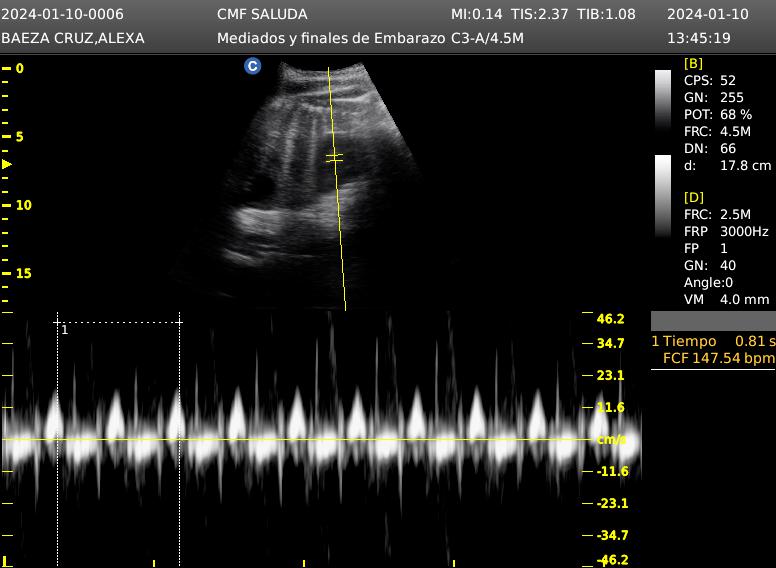 2024-01-10-0006 CMF SALUDA MI:0.14 TIS:2.37 TIB:1.08 2024-01-10
BAEZA CRUZ,ALEXA Mediados y finales de Embarazo C3-A/4.5M 13:45:19
C
0
5
10
15
[B]
CPS: 52
GN: 255
POT: 68 %
FRC: 4.5M
DN: 66
d: 17.8 cm
[D]
FRC: 2.5M
FRP 3000Hz
FP 1
GN: 40
Angle:0
VM 4.0 mm
1 Tiempo 0.81 s
FCF 147.54 bpm
1
46.2
34.7
23.1
11.6
cm/s
-11.6
-23.1
-34.7
-46.2